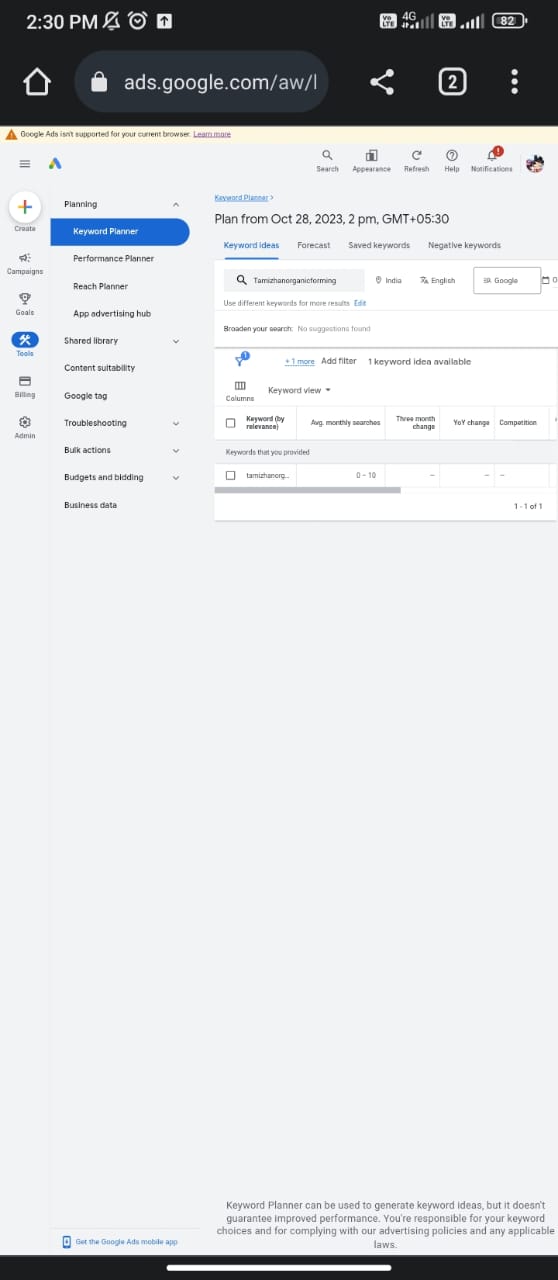 2:30 PM
Vo LTE 4G Vo LTE 82
ads.google.com/aw/l
2
Google Ads isn't supported for your current browser. Learn more
Search Appearance Refresh Help Notifications
Create
Campaigns
Goals
Tools
Billing
Admin
Planning
Keyword Planner
Performance Planner
Reach Planner
App advertising hub
Shared library
Content suitability
Google tag
Troubleshooting
Bulk actions
Budgets and bidding
Business data
Get the Google Ads mobile app
Keyword Planner >
Plan from Oct 28, 2023, 2 pm, GMT+05:30
Keyword ideas Forecast Saved keywords Negative keywords
Tamizhanorganicforming India English Google
Use different keywords for more results Edit
Broaden your search: No suggestions found
1 + 1 more Add filter 1 keyword idea available
Columns Keyword view
Keyword (by relevance) Avg. monthly searches Three month change YoY change Competition
Keywords that you provided
tamizhanorg... 0 – 10 – – –
1 - 1 of 1
Keyword Planner can be used to generate keyword ideas, but it doesn't
guarantee improved performance. You're responsible for your keyword
choices and for complying with our advertising policies and any applicable
laws.